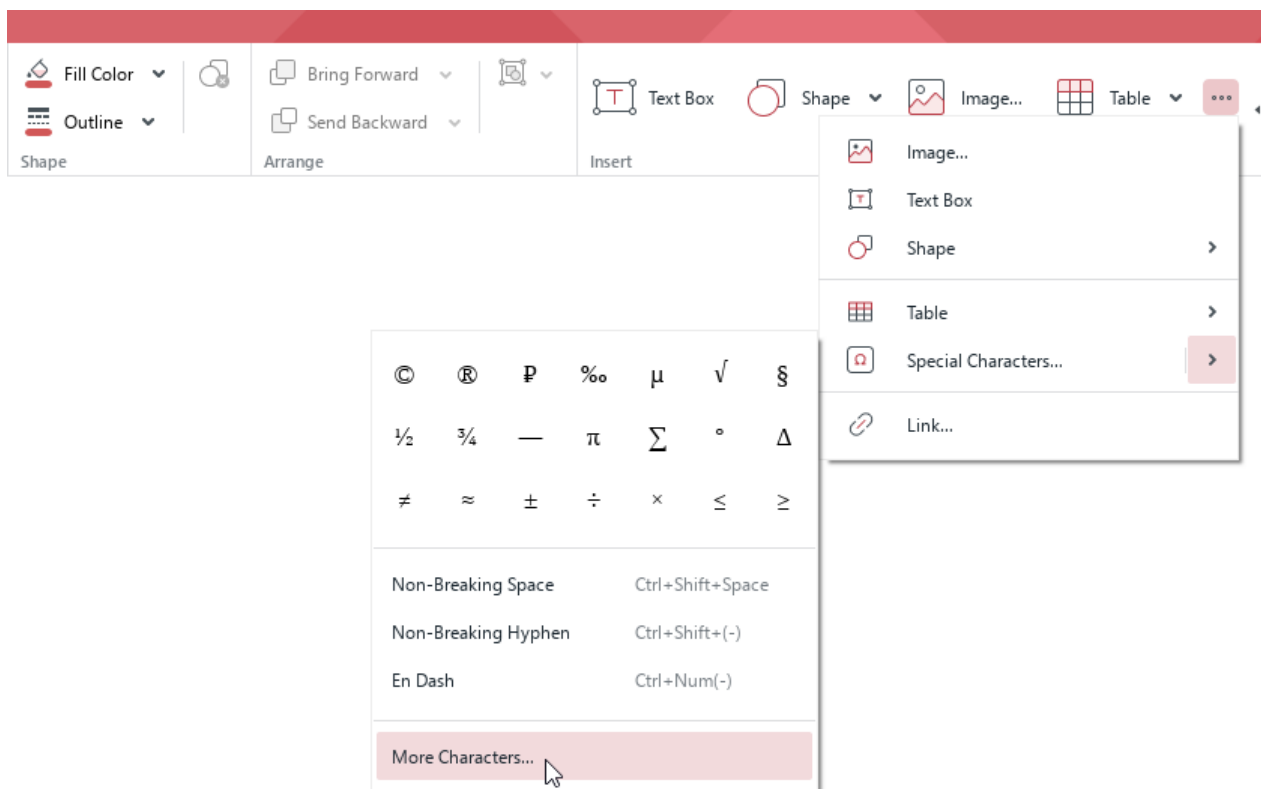 Fill Color
Bring Forward
Text Box
Shape
Image...
Table
Outline
Send Backward
Shape
Arrange
Insert
Image...
Text Box
Shape
Table
Ω Special Characters...
Link...
© ® ₽ ‰ µ √ §
½ ¾ — π ∑ ° Δ
≠ ≈ ± ÷ × ≤ ≥
Non-Breaking Space Ctrl+Shift+Space
Non-Breaking Hyphen Ctrl+Shift+(-)
En Dash Ctrl+Num(-)
More Characters...